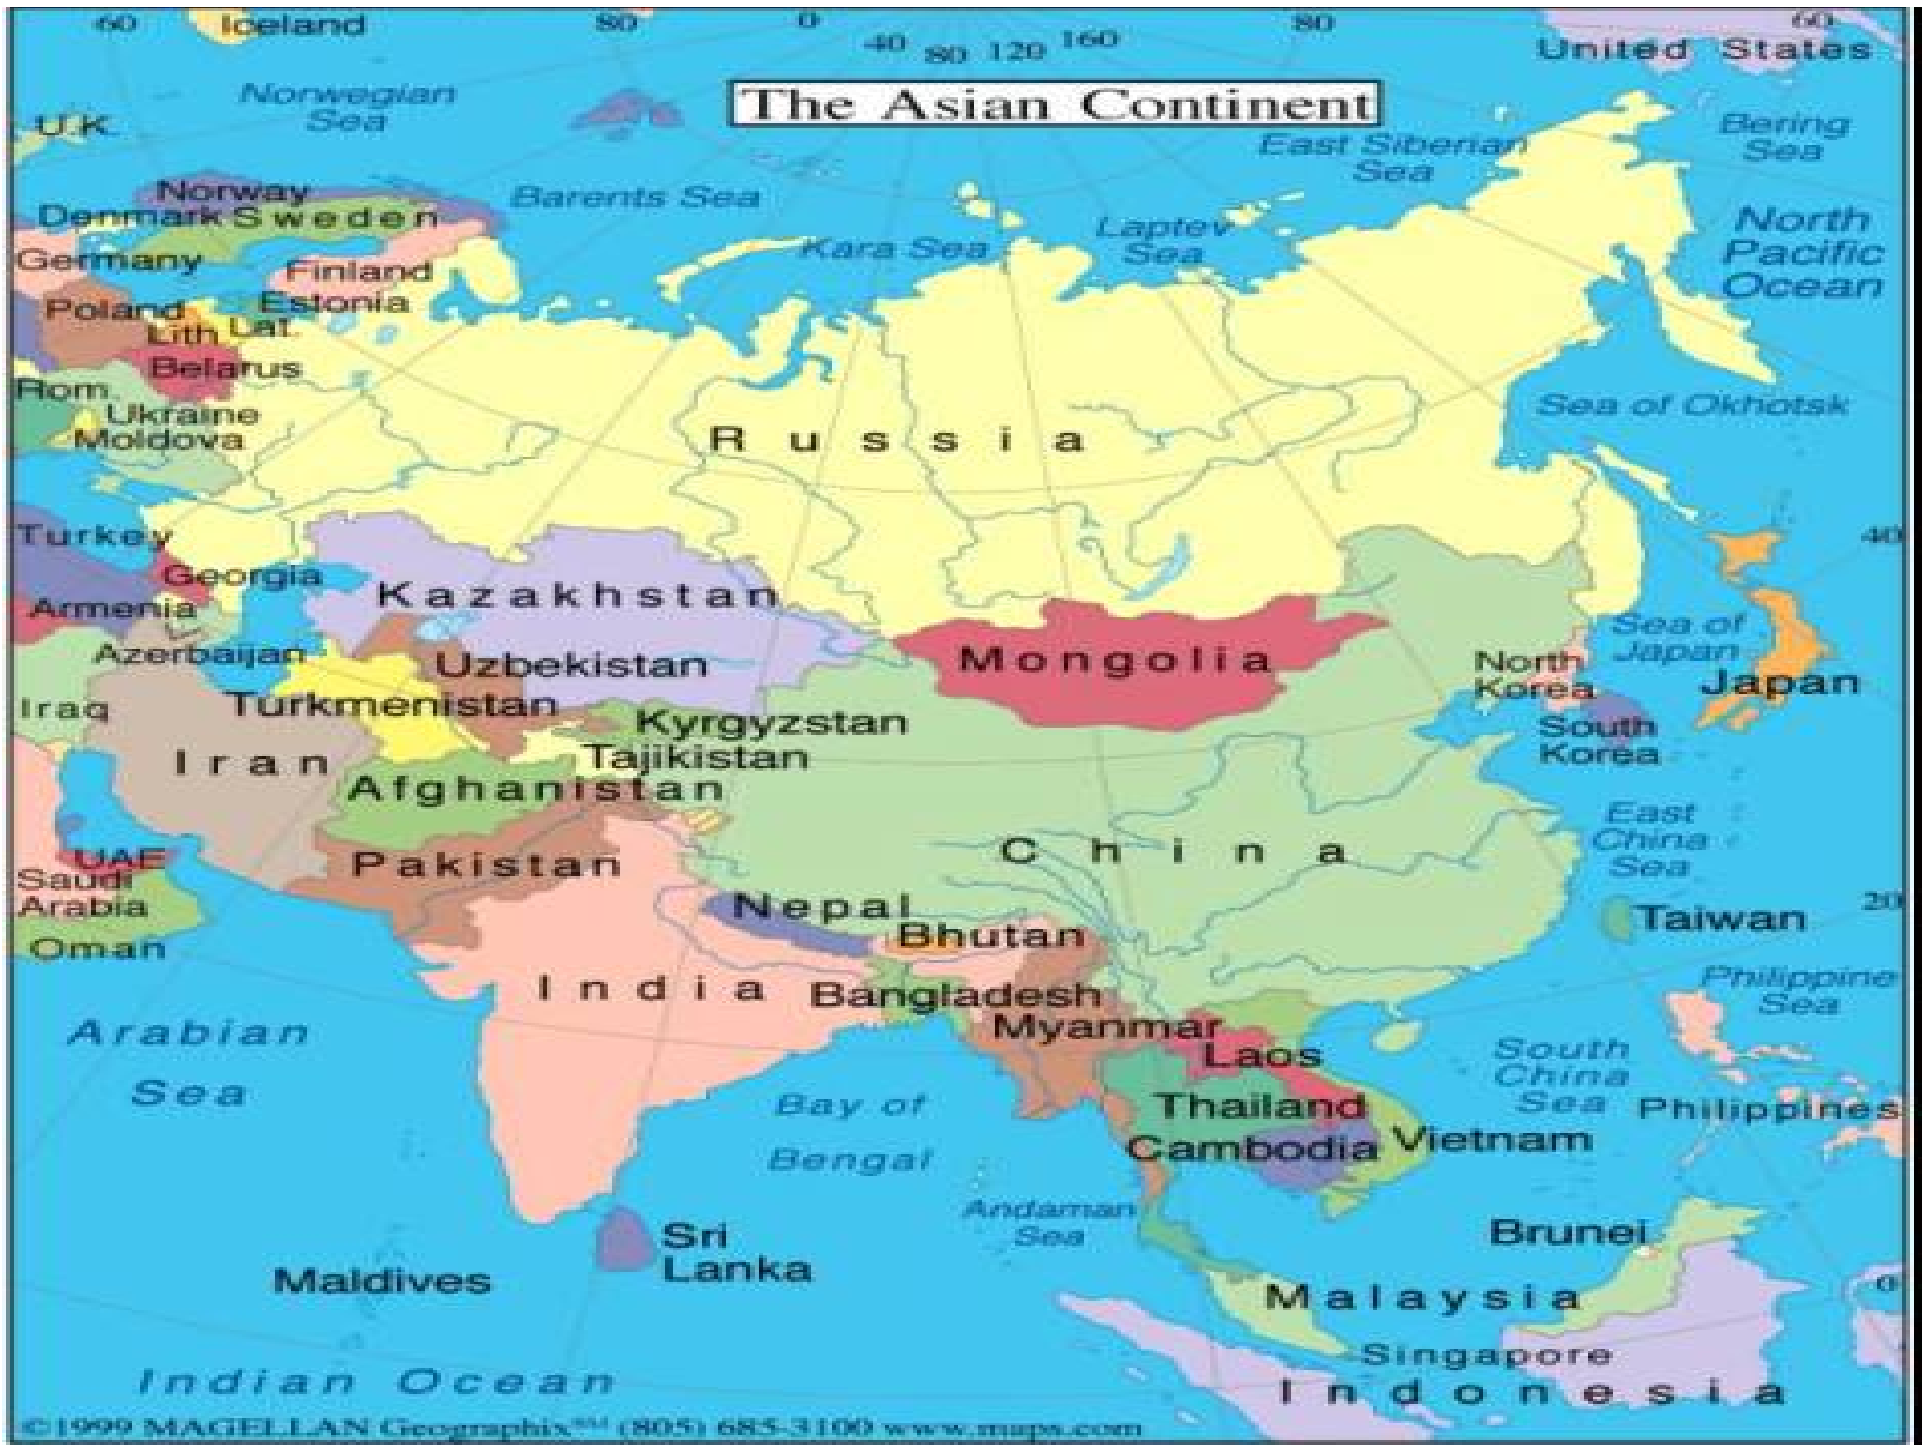 60
Iceland
80
0
40
80
120
160
80
60
United States
Norwegian
Sea
The Asian Continent
U.K.
East Siberian
Sea
Bering
Sea
Norway
Denmark
Sweden
Barents Sea
Kara Sea
Laptev
Sea
North
Pacific
Ocean
Germany
Finland
Estonia
Poland
Lith
Lat.
Belarus
Rom.
Ukraine
Moldova
Russia
Sea of Okhotsk
Turkey
Georgia
Armenia
Azerbaijan
Kazakhstan
40
Uzbekistan
Mongolia
Sea of
Japan
North
Korea
Japan
Iraq
Turkmenistan
Kyrgyzstan
South
Korea
Iran
Tajikistan
Afghanistan
East
China
Sea
China
UAE
Pakistan
Saudi
Arabia
Nepal
20
Taiwan
Oman
Bhutan
India
Bangladesh
Philippine
Sea
Arabian
Sea
Myanmar
Laos
South
China
Sea
Bay of
Bengal
Thailand
Philippines
Cambodia
Vietnam
Andaman
Sea
Sri
Lanka
Brunei
Maldives
Malaysia
0
Singapore
Indian Ocean
Indonesia
©1999 MAGELLAN Geographix℠ (805) 685-3100 www.maps.com